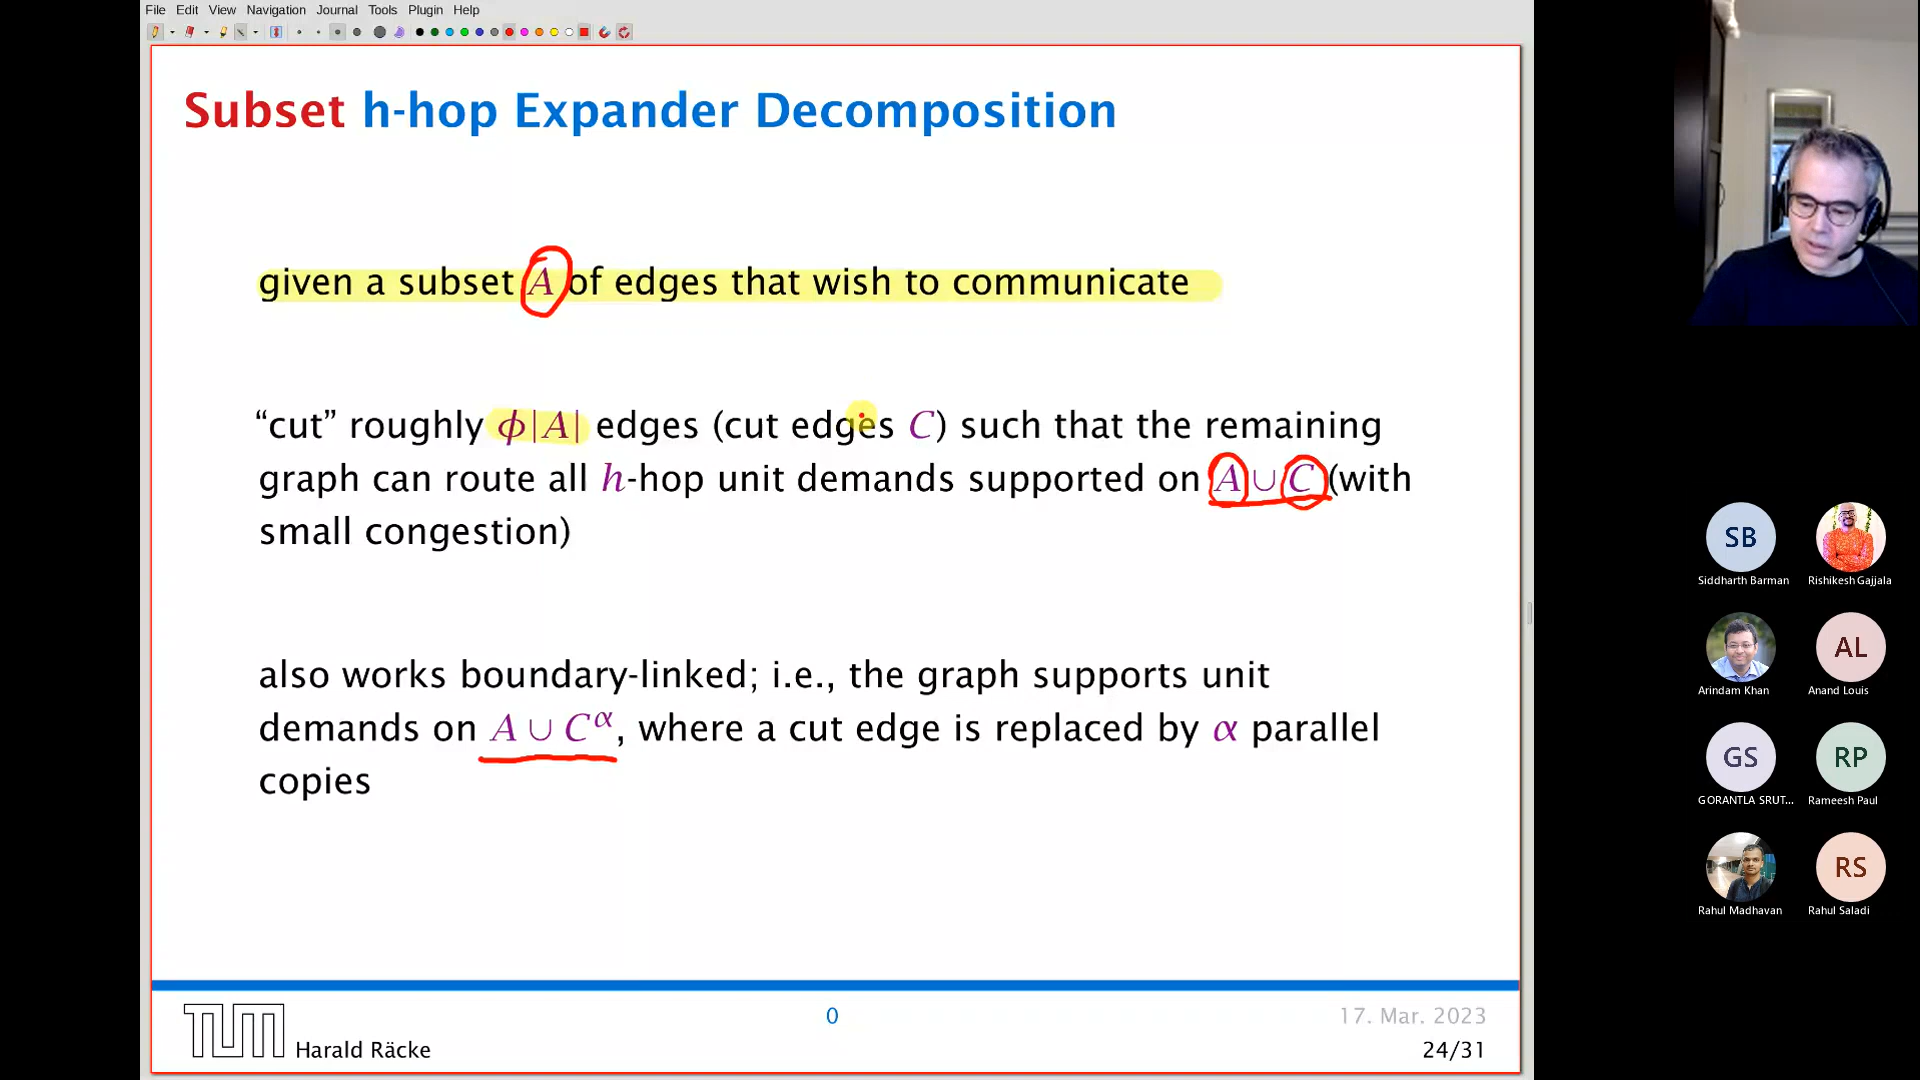 File Edit View Navigation Journal Tools Plugin Help
Subset h-hop Expander Decomposition
given a subset A of edges that wish to communicate
“cut” roughly ϕ|A| edges (cut edges C) such that the remaining
graph can route all h-hop unit demands supported on A ∪ C (with
small congestion)
also works boundary-linked; i.e., the graph supports unit
demands on A ∪ C^α, where a cut edge is replaced by α parallel
copies
TUM
Harald Räcke
0
17. Mar. 2023
24/31
SB
Siddharth Barman
Rishikesh Gajjala
Arindam Khan
AL
Anand Louis
GS
GORANTLA SRUT...
RP
Rameesh Paul
Rahul Madhavan
RS
Rahul Saladi